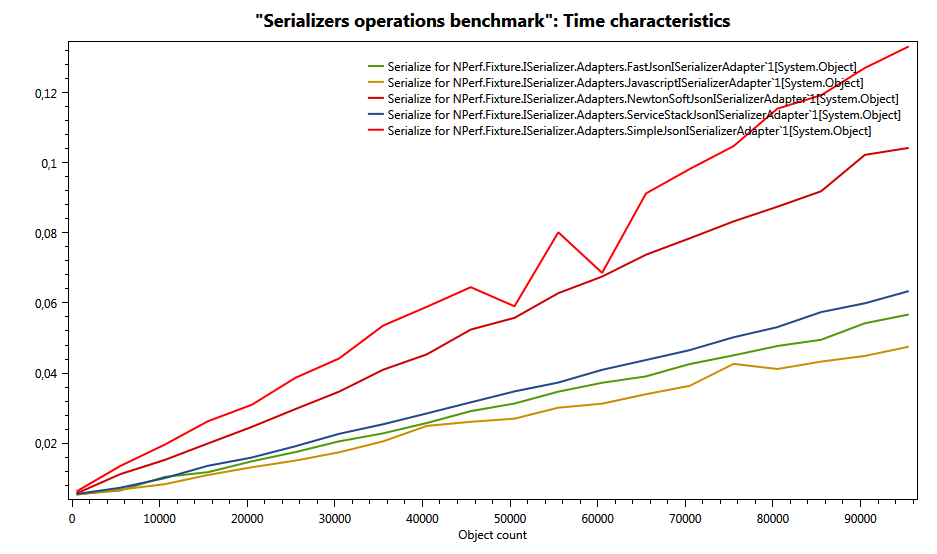 "Serializers operations benchmark": Time characteristics
Serialize for NPerf.Fixture.ISerializer.Adapters.FastJsonISerializerAdapter`1[System.Object]
Serialize for NPerf.Fixture.ISerializer.Adapters.JavascriptISerializerAdapter`1[System.Object]
Serialize for NPerf.Fixture.ISerializer.Adapters.NewtonSoftJsonISerializerAdapter`1[System.Object]
Serialize for NPerf.Fixture.ISerializer.Adapters.ServiceStackJsonISerializerAdapter`1[System.Object]
Serialize for NPerf.Fixture.ISerializer.Adapters.SimpleJsonISerializerAdapter`1[System.Object]
0,12
0,1
0,08
0,06
0,04
0,02
0 10000 20000 30000 40000 50000 60000 70000 80000 90000
Object count